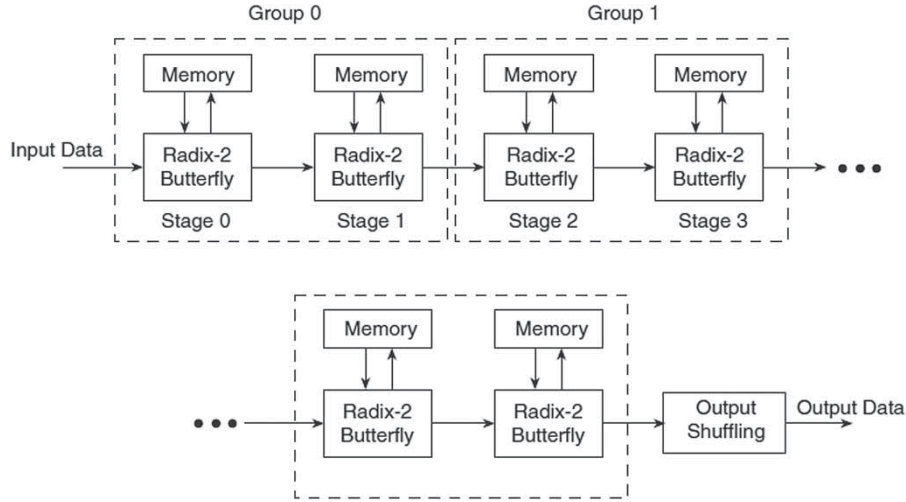 Group 0
Group 1
Memory
Memory
Memory
Memory
Input Data
Radix-2
Butterfly
Radix-2
Butterfly
Radix-2
Butterfly
Radix-2
Butterfly
Stage 0
Stage 1
Stage 2
Stage 3
Memory
Memory
Radix-2
Butterfly
Radix-2
Butterfly
Output
Shuffling
Output Data